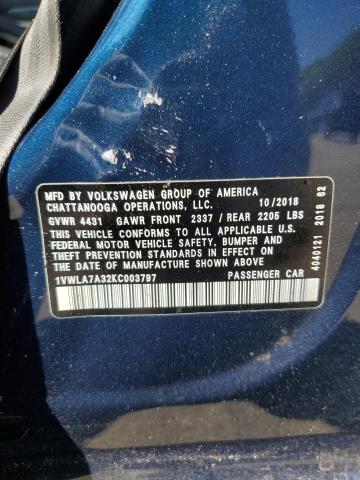 MFD BY VOLKSWAGEN GROUP OF AMERICA
CHATTANOOGA OPERATIONS, LLC. 10/2018
GVWR 4431 GAWR FRONT 2337 / REAR 2205 LBS
THIS VEHICLE CONFORMS TO ALL APPLICABLE U.S.
FEDERAL MOTOR VEHICLE SAFETY, BUMPER AND
THEFT PREVENTION STANDARDS IN EFFECT ON
THE DATE OF MANUFACTURE SHOWN ABOVE
1VWLA7A32KC003797 PASSENGER CAR
4040121 2018 82